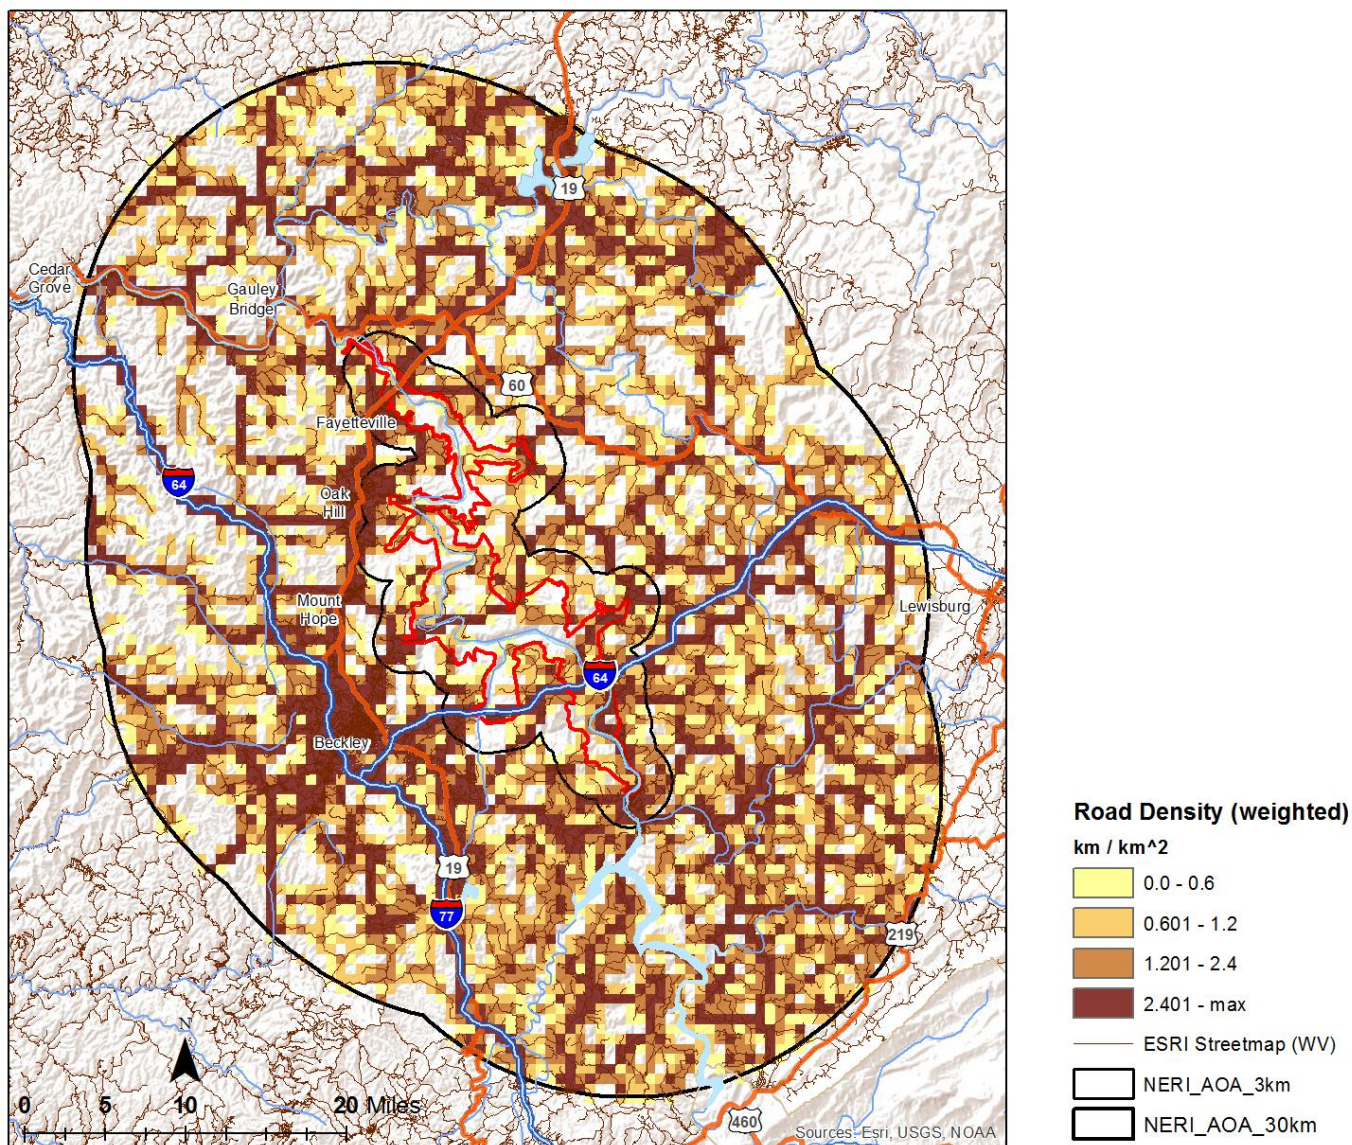 19
Cedar
Grove
Gauley
Bridge
60
Fayetteville
64
Oak
Hill
Mount
Hope
Lewisburg
64
Beckley
19
77
219
N
0 5 10 20 Miles
460
Sources: Esri, USGS, NOAA
Road Density (weighted)
km / km^2
0.0 - 0.6
0.601 - 1.2
1.201 - 2.4
2.401 - max
ESRI Streetmap (WV)
NERI_AOA_3km
NERI_AOA_30km